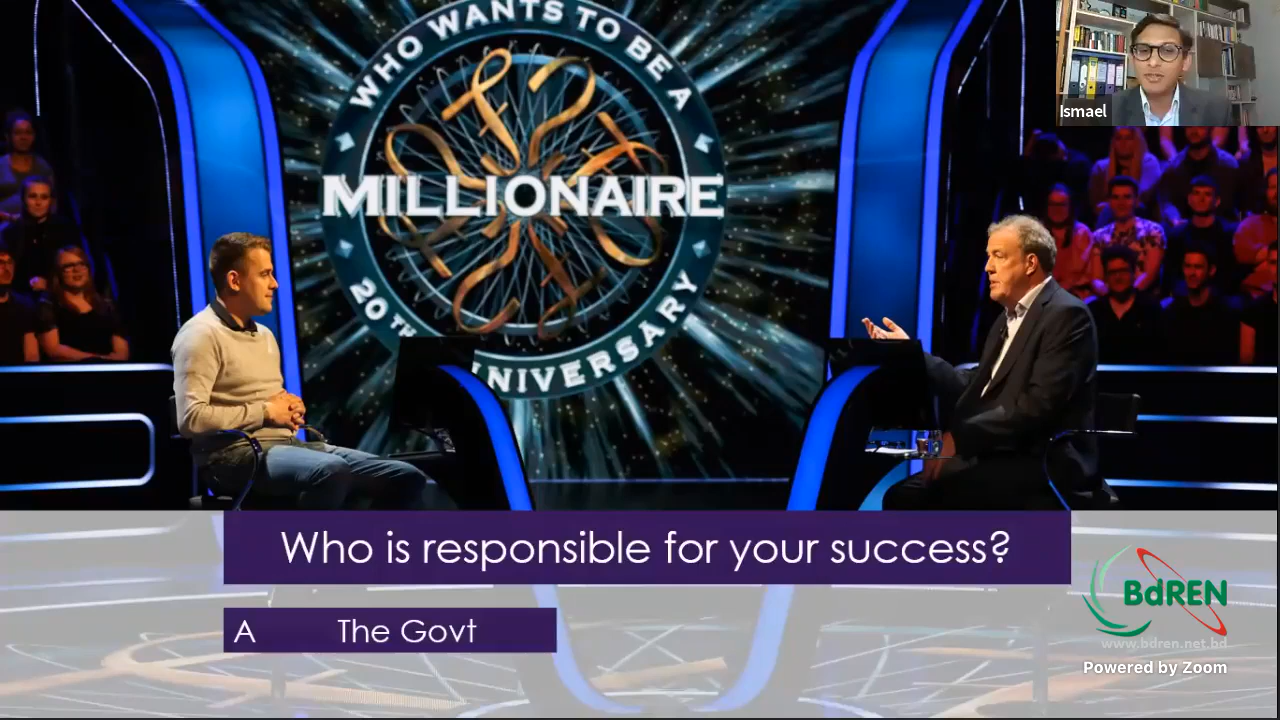 WHO WANTS TO BE A
MILLIONAIRE
20TH
NIVERSARY
Ismael
Who is responsible for your success?
A The Govt
BdREN
www.bdren.net.bd
Powered by Zoom